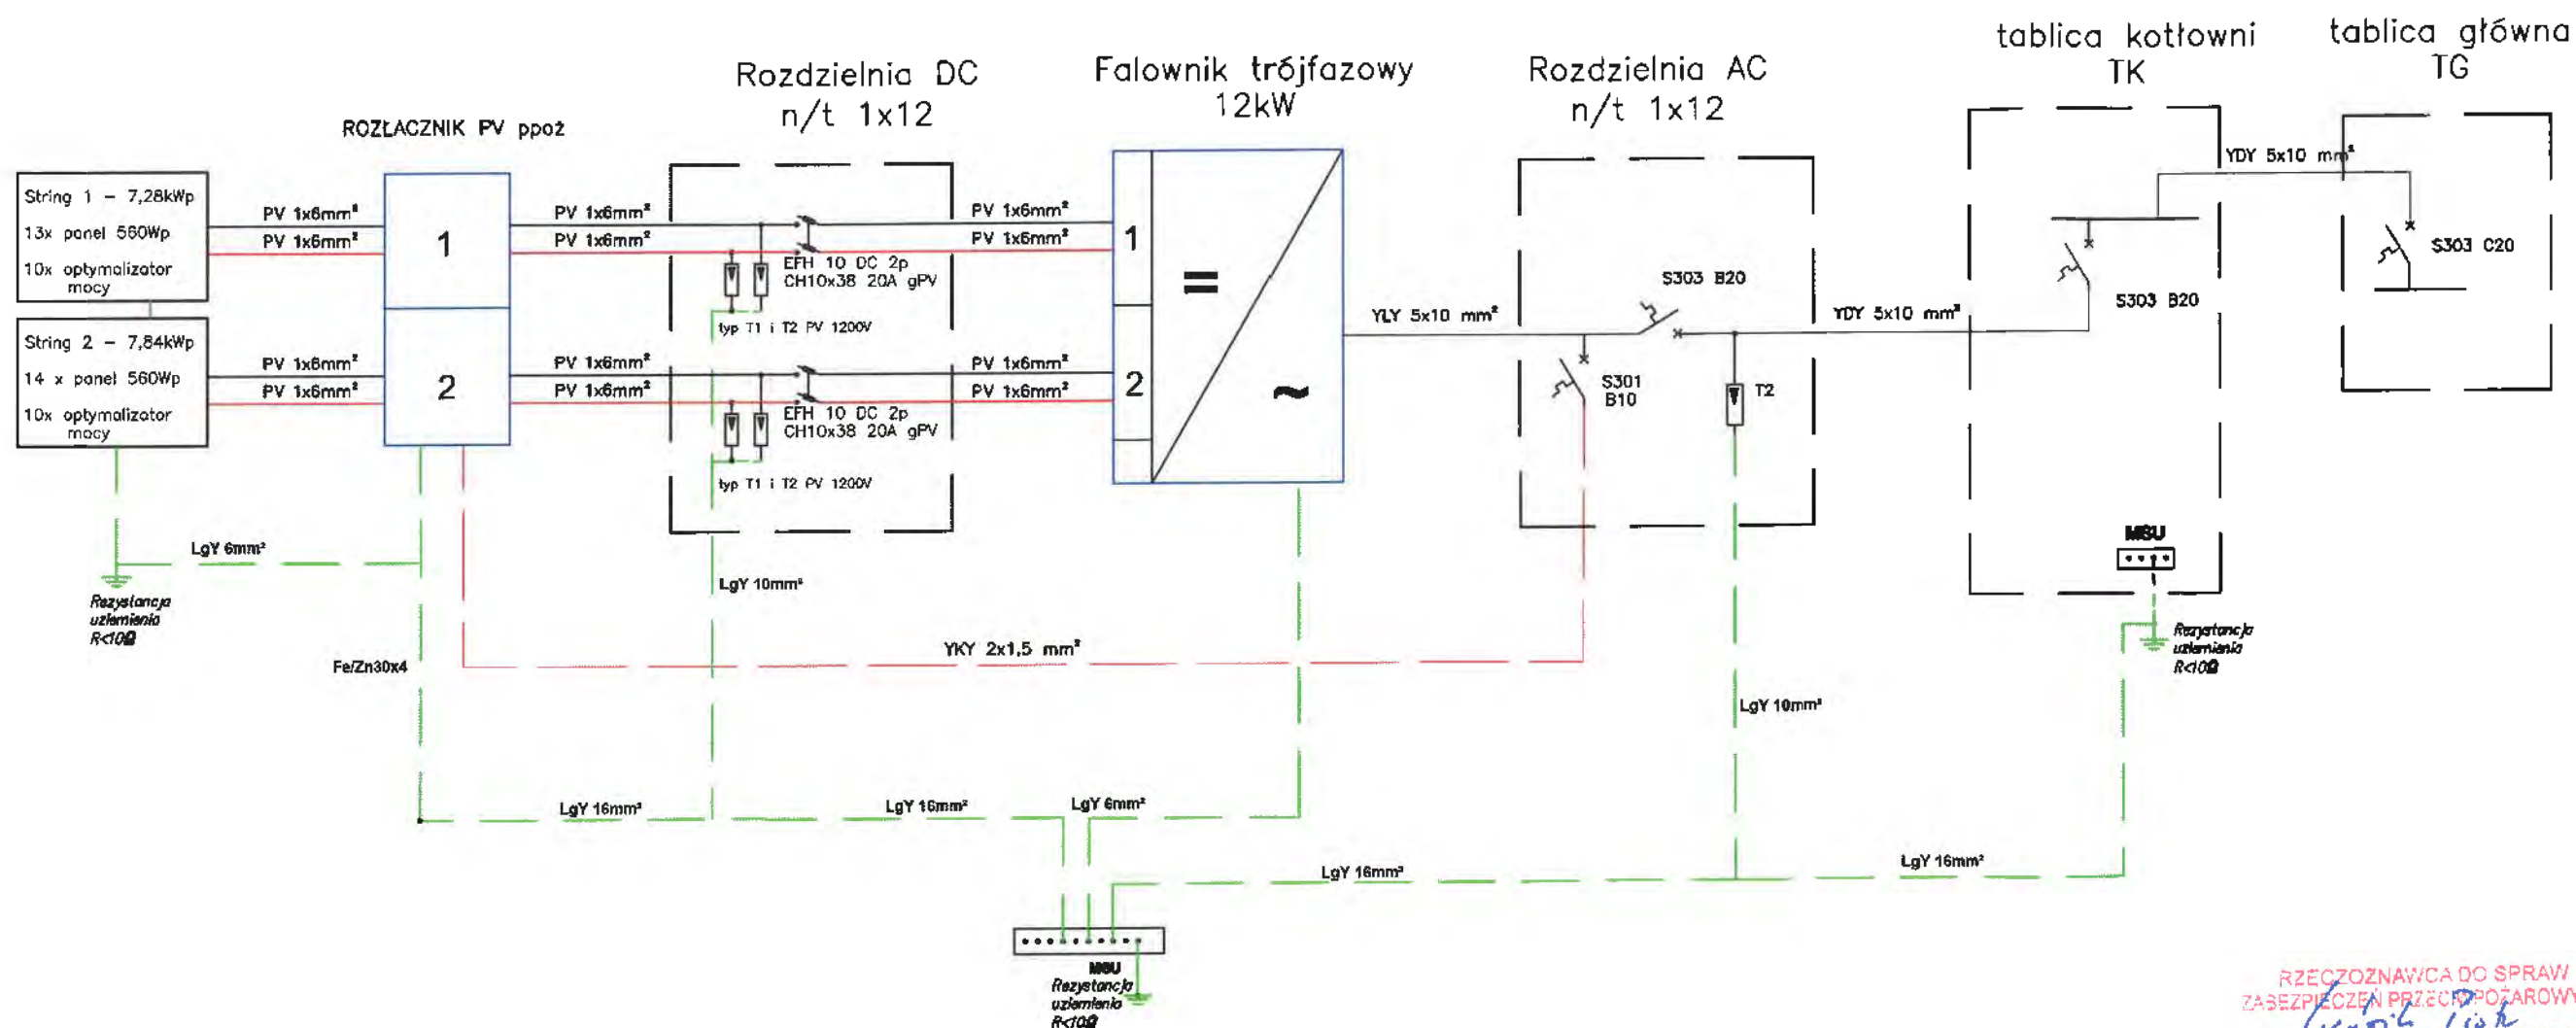 tablica kotłowni
TK
tablica główna
TG
Rozdzielnia DC
n/t 1x12
Falownik trójfazowy
12kW
Rozdzielnia AC
n/t 1x12
ROZŁACZNIK PV ppoż
String 1 – 7,28kWp
13x panel 560Wp
10x optymalizator
mocy
String 2 – 7,84kWp
14 x panel 560Wp
10x optymalizator
mocy
PV 1x6mm²
PV 1x6mm²
PV 1x6mm²
PV 1x6mm²
1
2
PV 1x6mm²
PV 1x6mm²
PV 1x6mm²
PV 1x6mm²
EFH 10 DC 2p
CH10x38 20A gPV
typ T1 i T2 PV 1200V
EFH 10 DC 2p
CH10x38 20A gPV
typ T1 i T2 PV 1200V
PV 1x6mm²
PV 1x6mm²
PV 1x6mm²
PV 1x6mm²
1
2
=
~
YLY 5x10 mm²
S303 B20
S301
B10
T2
YDY 5x10 mm²
S303 B20
YDY 5x10 mm²
S303 C20
MSU
Rezystancja
uziemienia
R<10Ω
LgY 6mm²
Rezystancja
uziemienia
R<10Ω
Fe/Zn30x4
LgY 10mm²
YKY 2x1,5 mm²
LgY 10mm²
LgY 16mm²
LgY 16mm²
LgY 6mm²
LgY 16mm²
LgY 16mm²
MSU
Rezystancja
uziemienia
R<10Ω
RZECZOZNAWCA DO SPRAW
ZABEZPIECZEŃ PRZECIWPOŻAROWY